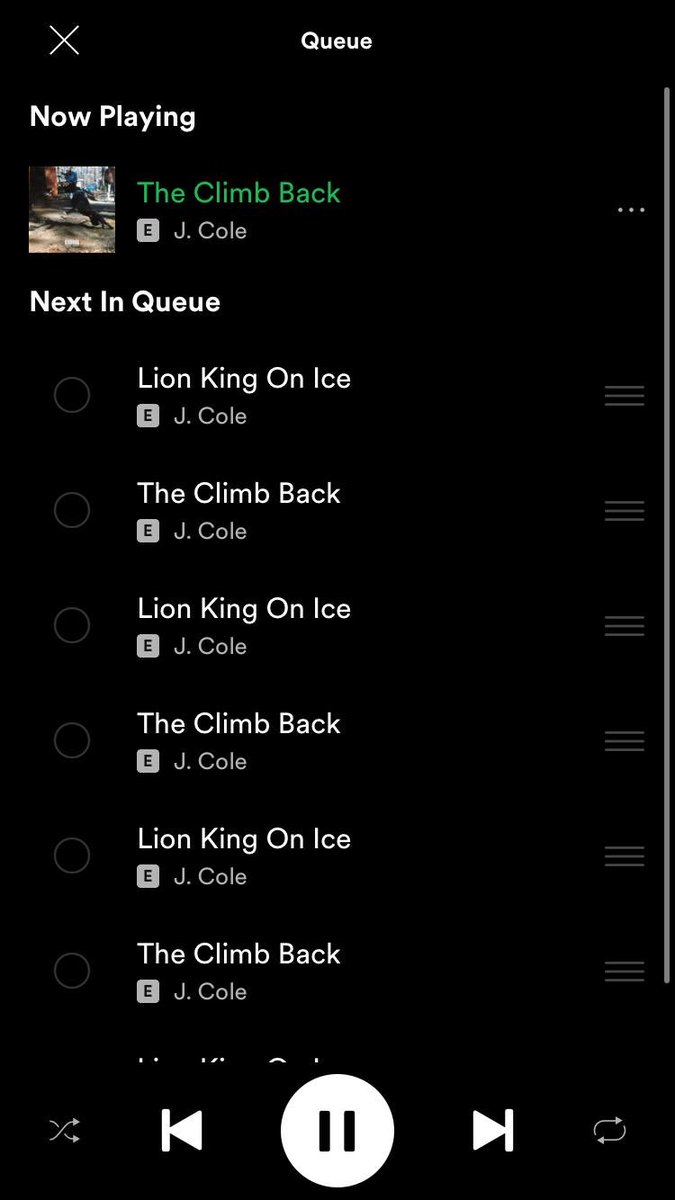 Queue
Now Playing
The Climb Back
E J. Cole
Next In Queue
Lion King On Ice
E J. Cole
The Climb Back
E J. Cole
Lion King On Ice
E J. Cole
The Climb Back
E J. Cole
Lion King On Ice
E J. Cole
The Climb Back
E J. Cole